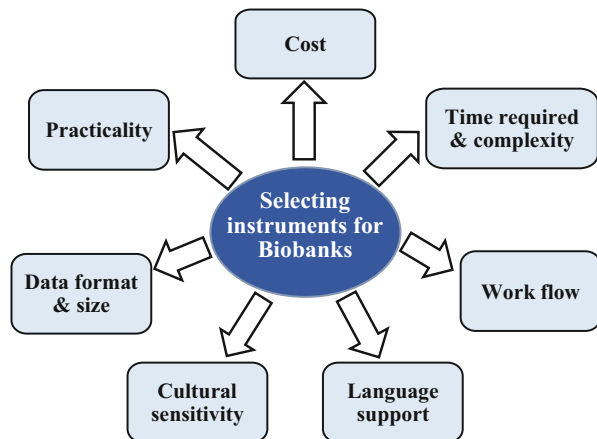 Cost
Practicality
Time required
& complexity
Selecting
instruments for
Biobanks
Data format
& size
Work flow
Cultural
sensitivity
Language
support